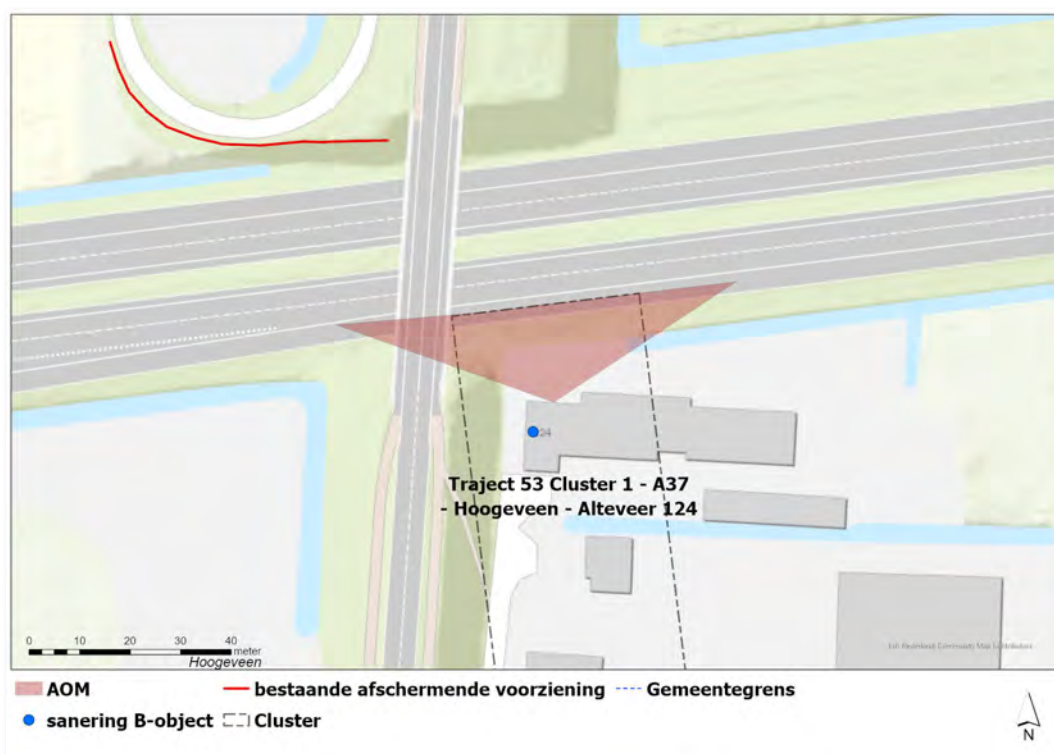 24
Traject 53 Cluster 1 - A37
- Hoogeveen - Alteveer 124
0 10 20 30 40
meter
Hoogeveen
AOM
bestaande afschermende voorziening
Gemeentegrens
sanering B-object
Cluster
N